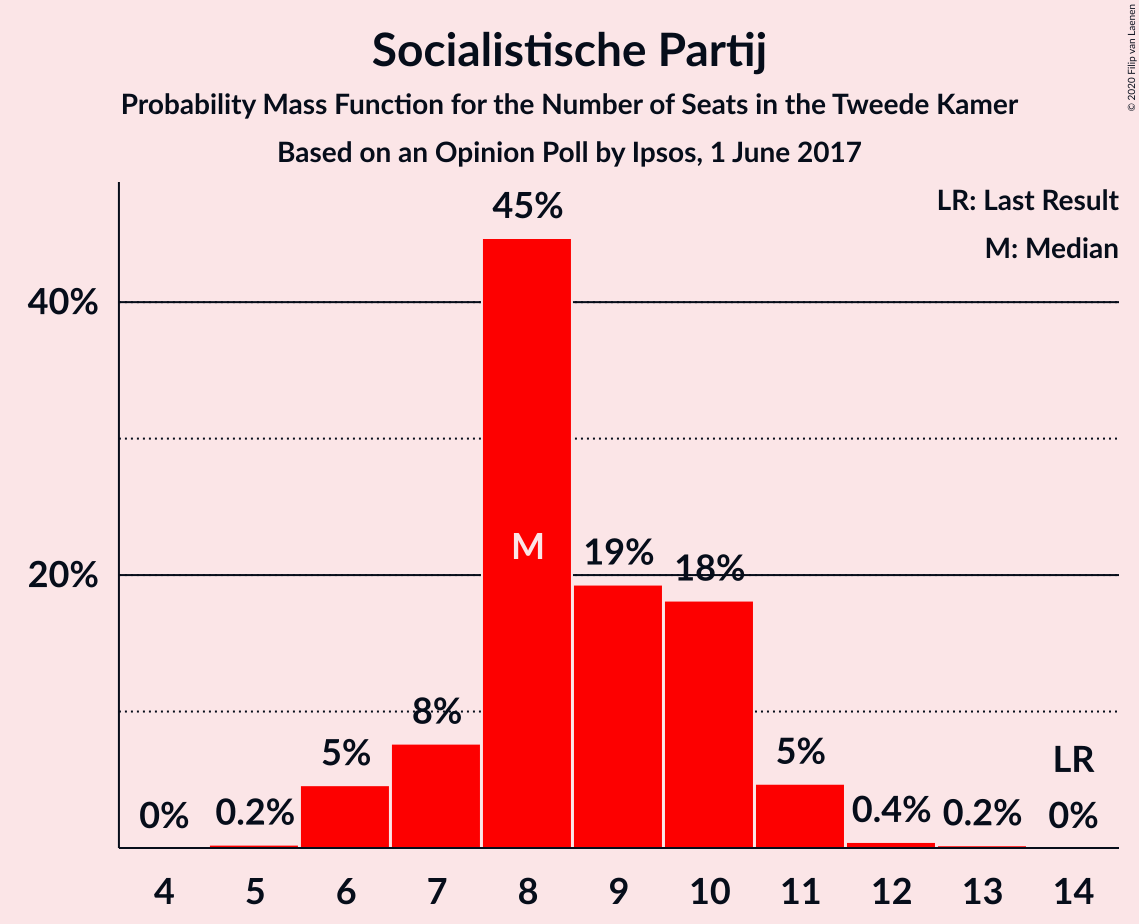 Socialistische Partij
Probability Mass Function for the Number of Seats in the Tweede Kamer
Based on an Opinion Poll by Ipsos, 1 June 2017
© 2020 Filip van Laenen
LR: Last Result
M: Median
40%
20%
0%
0.2%
5%
8%
45%
M
19%
18%
5%
0.4%
0.2%
LR
0%
4 5 6 7 8 9 10 11 12 13 14